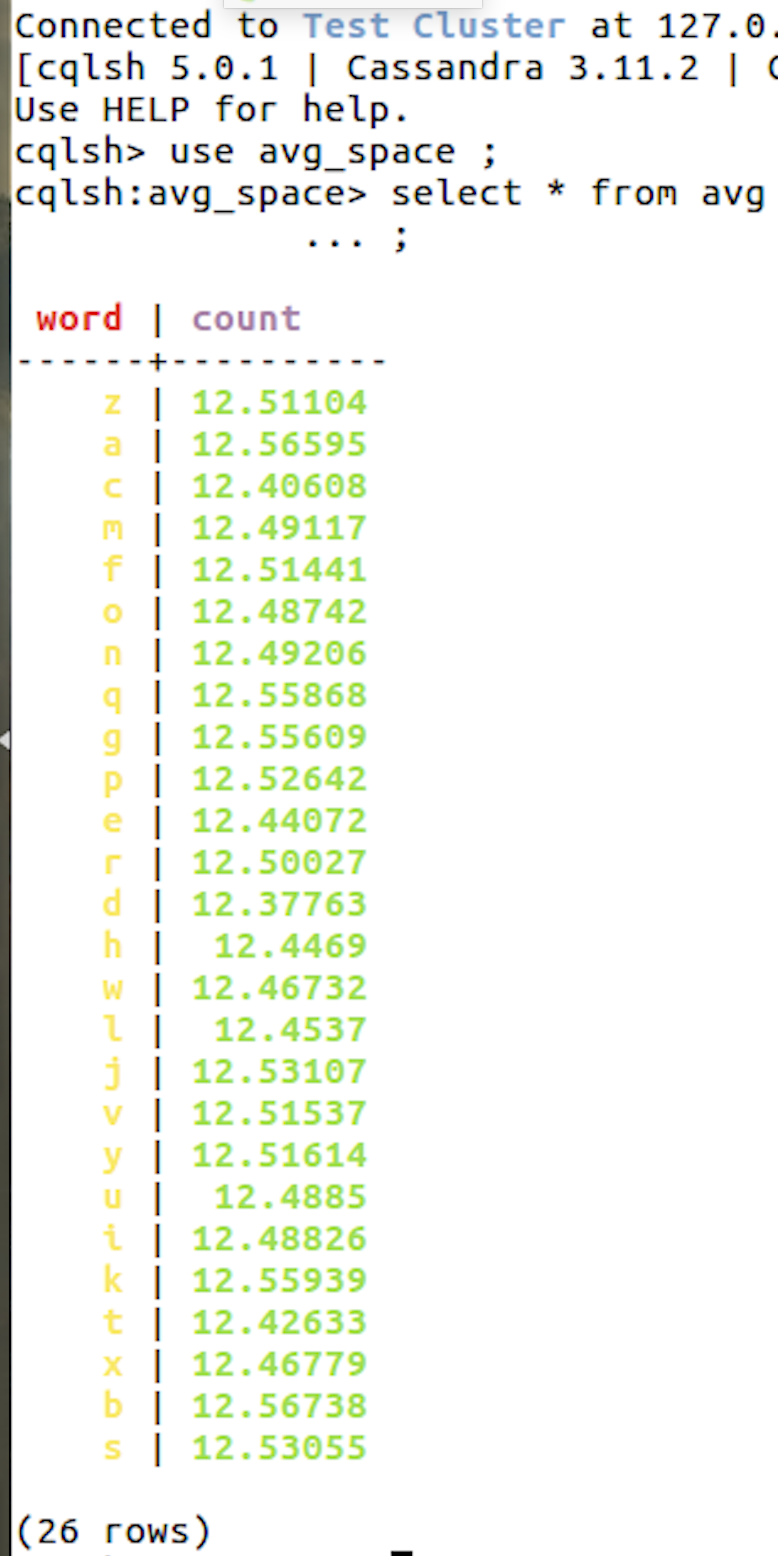 Connected to Test Cluster at 127.0.
[cqlsh 5.0.1 | Cassandra 3.11.2 |
Use HELP for help.
cqlsh> use avg_space ;
cqlsh:avg_space> select * from avg
... ;
word | count
------+----------
z | 12.51104
a | 12.56595
c | 12.40608
m | 12.49117
f | 12.51441
o | 12.48742
n | 12.49206
q | 12.55868
g | 12.55609
p | 12.52642
e | 12.44072
r | 12.50027
d | 12.37763
h | 12.4469
w | 12.46732
l | 12.4537
j | 12.53107
v | 12.51537
y | 12.51614
u | 12.4885
i | 12.48826
k | 12.55939
t | 12.42633
x | 12.46779
b | 12.56738
s | 12.53055
(26 rows)